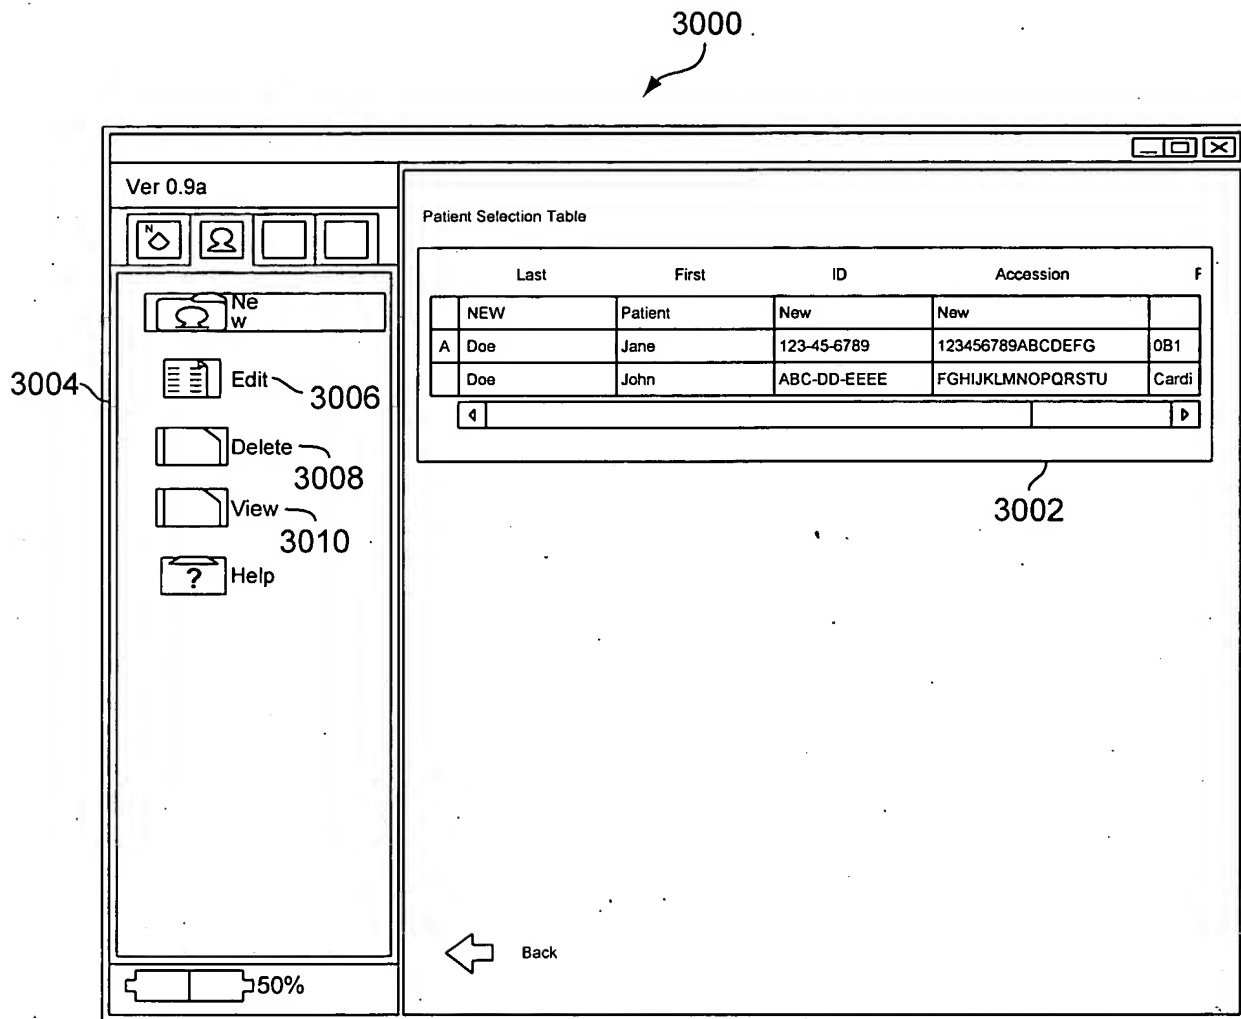 3000
Ver 0.9a
N
Patient Selection Table
Last First ID Accession F
NEW Patient New New
A Doe Jane 123-45-6789 123456789ABCDEFG 0B1
Doe John ABC-DD-EEEE FGHIJKLMNOPQRSTU Cardi
Ne
w
3004
Edit
3006
Delete
3008
View
3010
? Help
3002
Back
50%